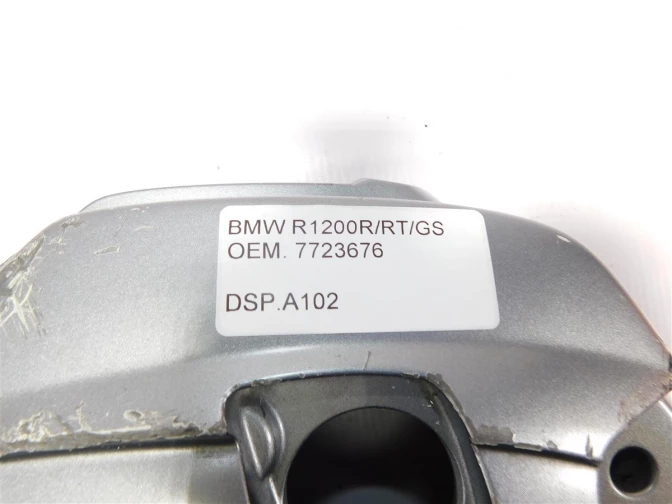 BMW R1200R/RT/GS
OEM. 7723676
DSP.A102